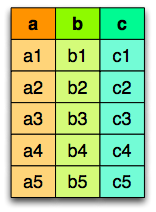 a b c
a1 b1 c1
a2 b2 c2
a3 b3 c3
a4 b4 c4
a5 b5 c5